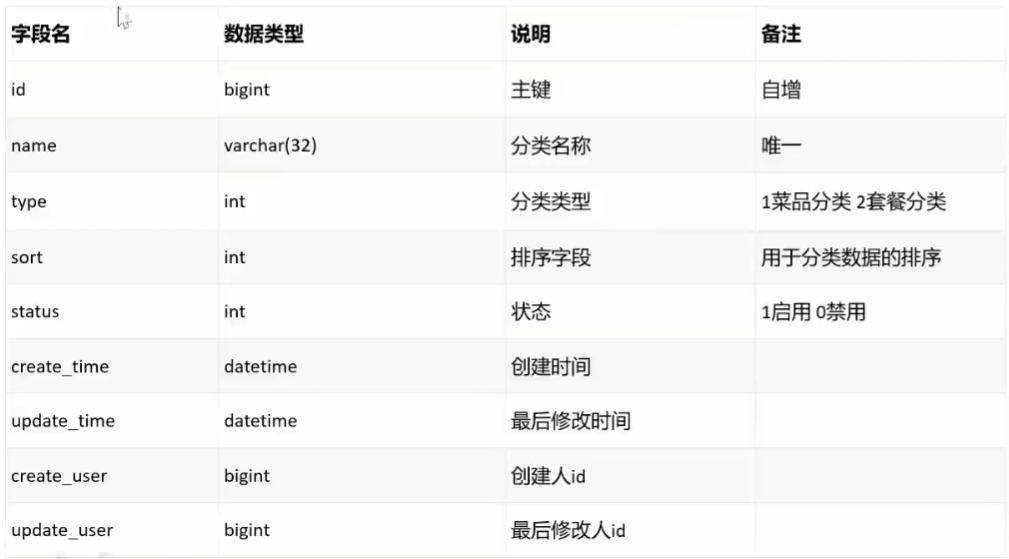 字段名 数据类型 说明 备注
id bigint 主键 自增
name varchar(32) 分类名称 唯一
type int 分类类型 1菜品分类 2套餐分类
sort int 排序字段 用于分类数据的排序
status int 状态 1启用 0禁用
create_time datetime 创建时间
update_time datetime 最后修改时间
create_user bigint 创建人id
update_user bigint 最后修改人id